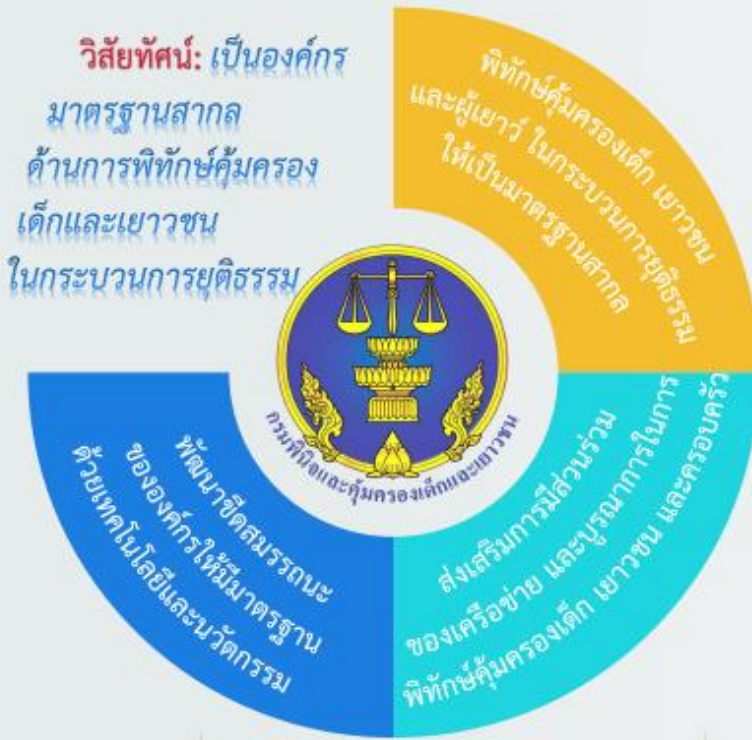 วิสัยทัศน์: เป็นองค์กร
มาตรฐานสากล
ด้านการพิทักษ์คุ้มครอง
เด็กและเยาวชน
ในกระบวนการยุติธรรม
พิทักษ์คุ้มครองเด็ก เยาวชน
และผู้เยาว์ ในกระบวนการยุติธรรม
ให้เป็นมาตรฐานสากล
ส่งเสริมการมีส่วนร่วม
ของเครือข่าย และบูรณาการในการ
พิทักษ์คุ้มครองเด็ก เยาวชน และครอบครัว
พัฒนาขีดสมรรถนะ
ขององค์กรให้มีมาตรฐาน
ด้วยเทคโนโลยีและนวัตกรรม
กรมพินิจและคุ้มครองเด็กและเยาวชน